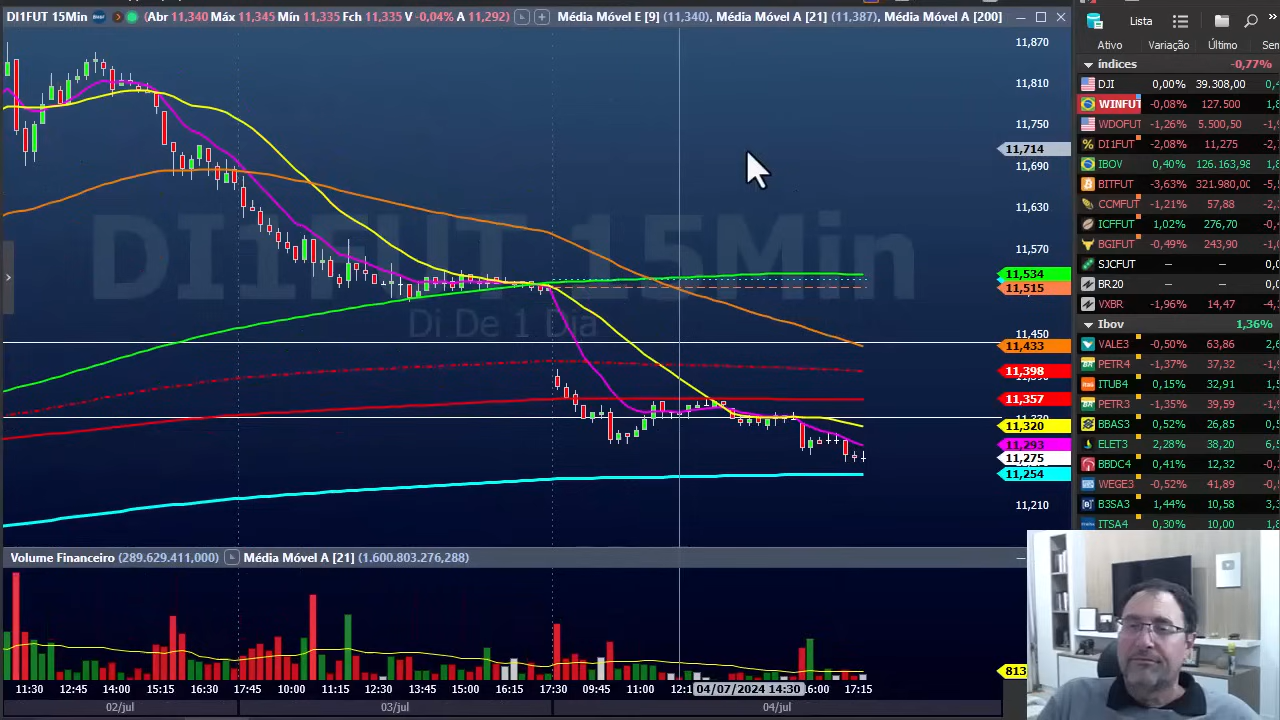 DI1FUT 15Min (Abr 11,340 Máx 11,345 Mín 11,335 Fch 11,335 V -0,04% A 11,292) Média Móvel E [9] (11,340), Média Móvel A [21] (11,387), Média Móvel A [200]
DI1FUT 15Min
Di De 1 Dia
11,870
11,810
11,750
11,714
11,690
11,630
11,570
11,534
11,515
11,450
11,433
11,398
11,357
11,320
11,293
11,275
11,254
11,210
Volume Financeiro (289.629.411,000) Média Móvel A [21] (1.600.803.276,288)
813
11:30 12:45 14:00 15:15 16:30 17:45 10:00 11:15 12:30 13:45 15:00 16:15 17:30 09:45 11:00 12:1 04/07/2024 14:30 16:00 17:15
02/jul 03/jul 04/jul
Lista
Ativo Variação Último
índices -0,77%
DJI 0,00% 39.308,00
WINFUT -0,08% 127.500
WDOFUT -1,26% 5.500,50
DI1FUT -2,08% 11,275
IBOV 0,40% 126.163,98
BITFUT -3,63% 321.980,00
CCMFUT -1,21% 57,88
ICFFUT 1,02% 276,70
BGIFUT -0,49% 243,90
SJCFUT – –
BR20 – –
VXBR -1,96% 14,47
Ibov 1,36%
VALE3 -0,50% 63,86
PETR4 -1,37% 37,32
ITUB4 0,15% 32,91
PETR3 -1,35% 39,59
BBAS3 0,52% 26,85
ELET3 2,28% 38,20
BBDC4 0,41% 12,32
WEGE3 -0,52% 41,89
B3SA3 1,44% 10,58
ITSA4 0,30% 10,00